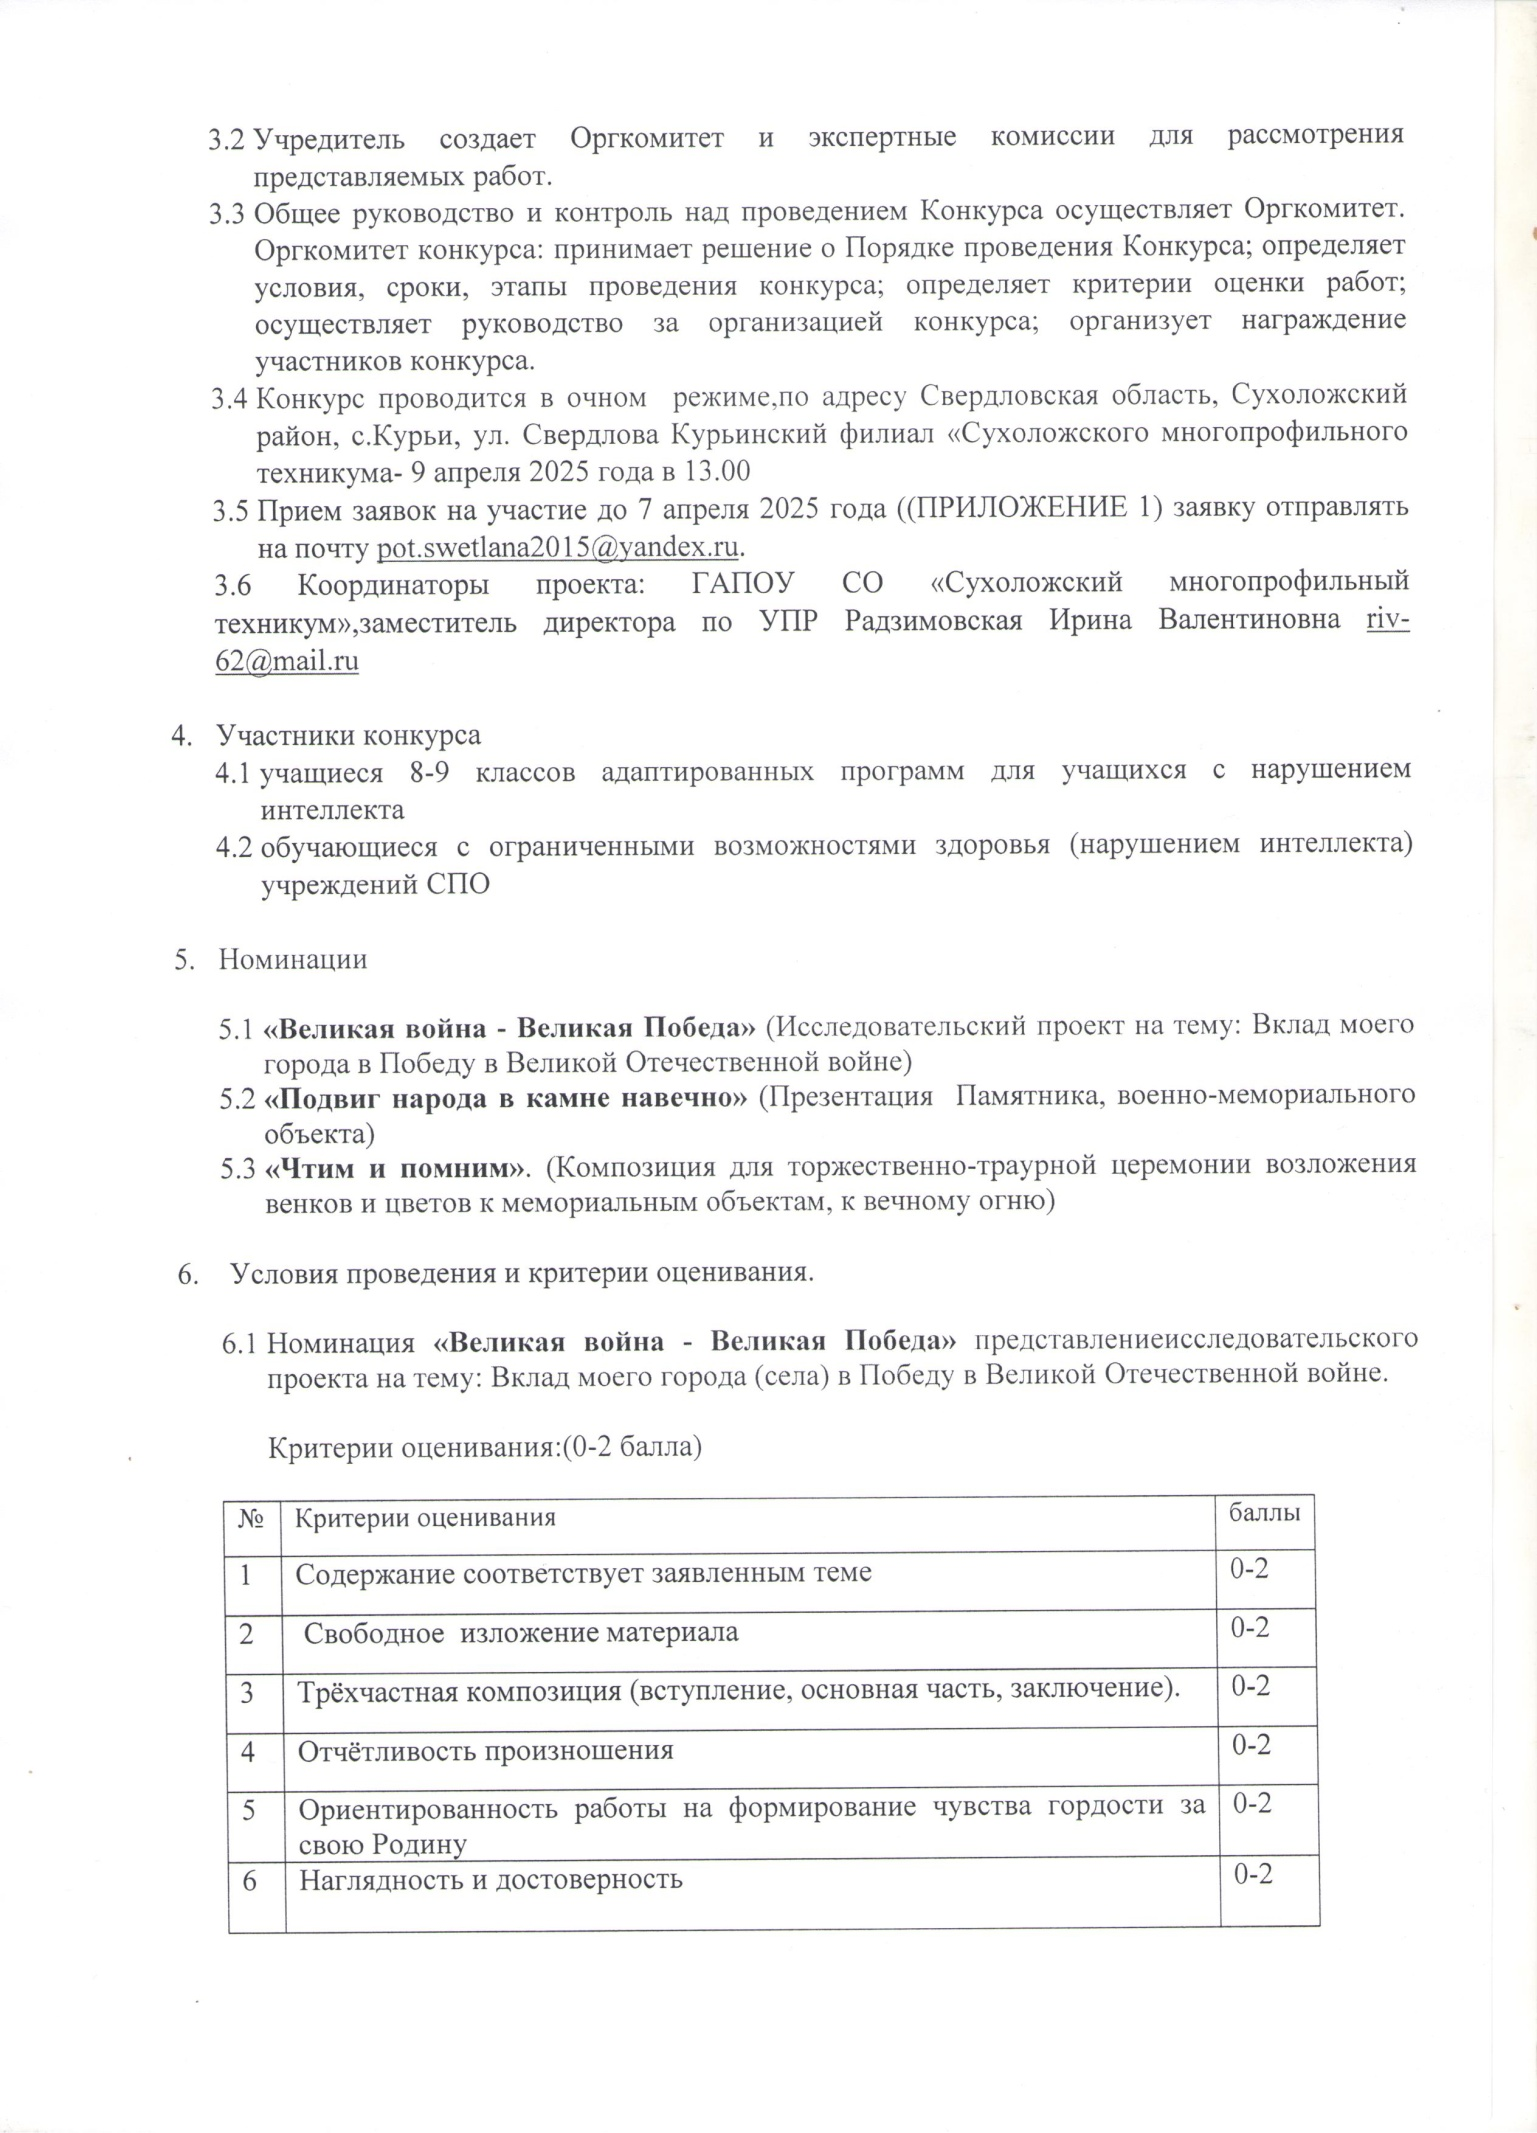 3.2 Учредитель создает Оргкомитет и экспертные комиссии для рассмотрения
представляемых работ.
3.3 Общее руководство и контроль над проведением Конкурса осуществляет Оргкомитет.
Оргкомитет конкурса: принимает решение о Порядке проведения Конкурса; определяет
условия, сроки, этапы проведения конкурса; определяет критерии оценки работ;
осуществляет руководство за организацией конкурса; организует награждение
участников конкурса.
3.4 Конкурс проводится в очном режиме,по адресу Свердловская область, Сухоложский
район, с.Курьи, ул. Свердлова Курьинский филиал «Сухоложского многопрофильного
техникума- 9 апреля 2025 года в 13.00
3.5 Прием заявок на участие до 7 апреля 2025 года ((ПРИЛОЖЕНИЕ 1) заявку отправлять
на почту pot.swetlana2015@yandex.ru.
3.6 Координаторы проекта: ГАПОУ СО «Сухоложский многопрофильный
техникум»,заместитель директора по УПР Радзимовская Ирина Валентиновна riv-
62@mail.ru
4. Участники конкурса
4.1 учащиеся 8-9 классов адаптированных программ для учащихся с нарушением
интеллекта
4.2 обучающиеся с ограниченными возможностями здоровья (нарушением интеллекта)
учреждений СПО
5. Номинации
5.1 «Великая война - Великая Победа» (Исследовательский проект на тему: Вклад моего
города в Победу в Великой Отечественной войне)
5.2 «Подвиг народа в камне навечно» (Презентация Памятника, военно-мемориального
объекта)
5.3 «Чтим и помним». (Композиция для торжественно-траурной церемонии возложения
венков и цветов к мемориальным объектам, к вечному огню)
6. Условия проведения и критерии оценивания.
6.1 Номинация «Великая война - Великая Победа» представлениеисследовательского
проекта на тему: Вклад моего города (села) в Победу в Великой Отечественной войне.
Критерии оценивания:(0-2 балла)
№ Критерии оценивания баллы
1 Содержание соответствует заявленным теме 0-2
2 Свободное изложение материала 0-2
3 Трёхчастная композиция (вступление, основная часть, заключение). 0-2
4 Отчётливость произношения 0-2
5 Ориентированность работы на формирование чувства гордости за 0-2
свою Родину
6 Наглядность и достоверность 0-2